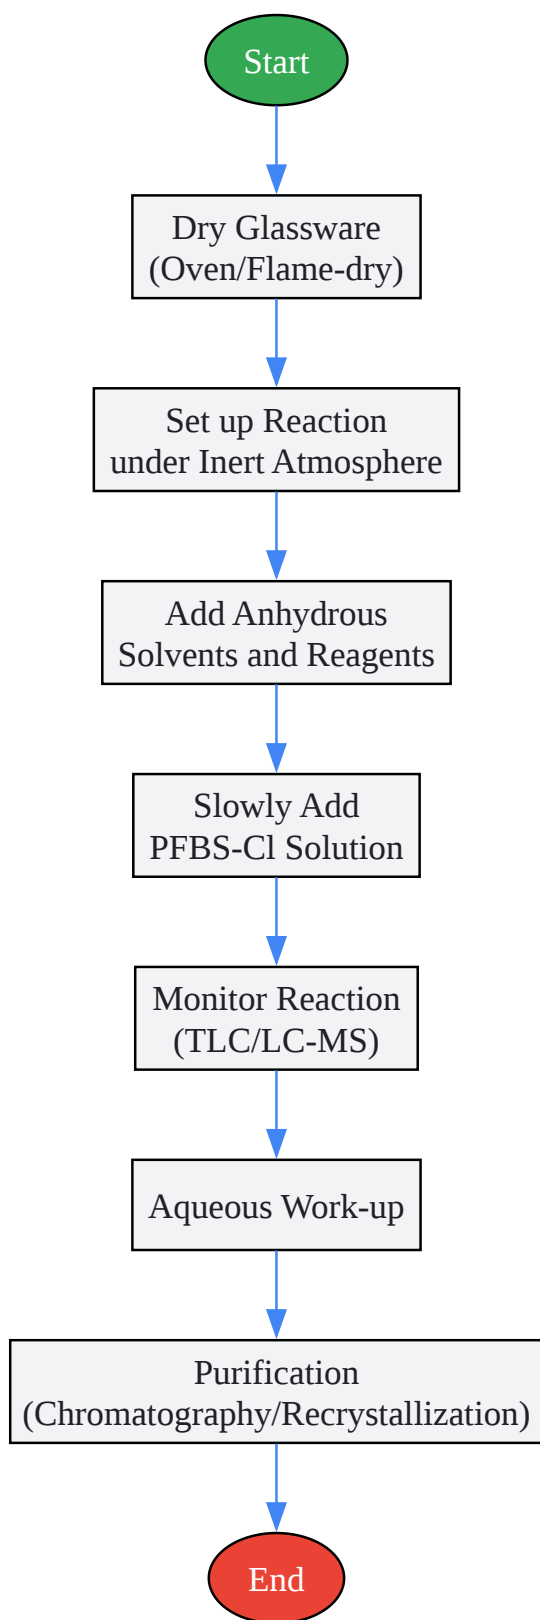 Start
Dry Glassware
(Oven/Flame-dry)
Set up Reaction
under Inert Atmosphere
Add Anhydrous
Solvents and Reagents
Slowly Add
PFBS-Cl Solution
Monitor Reaction
(TLC/LC-MS)
Aqueous Work-up
Purification
(Chromatography/Recrystallization)
End